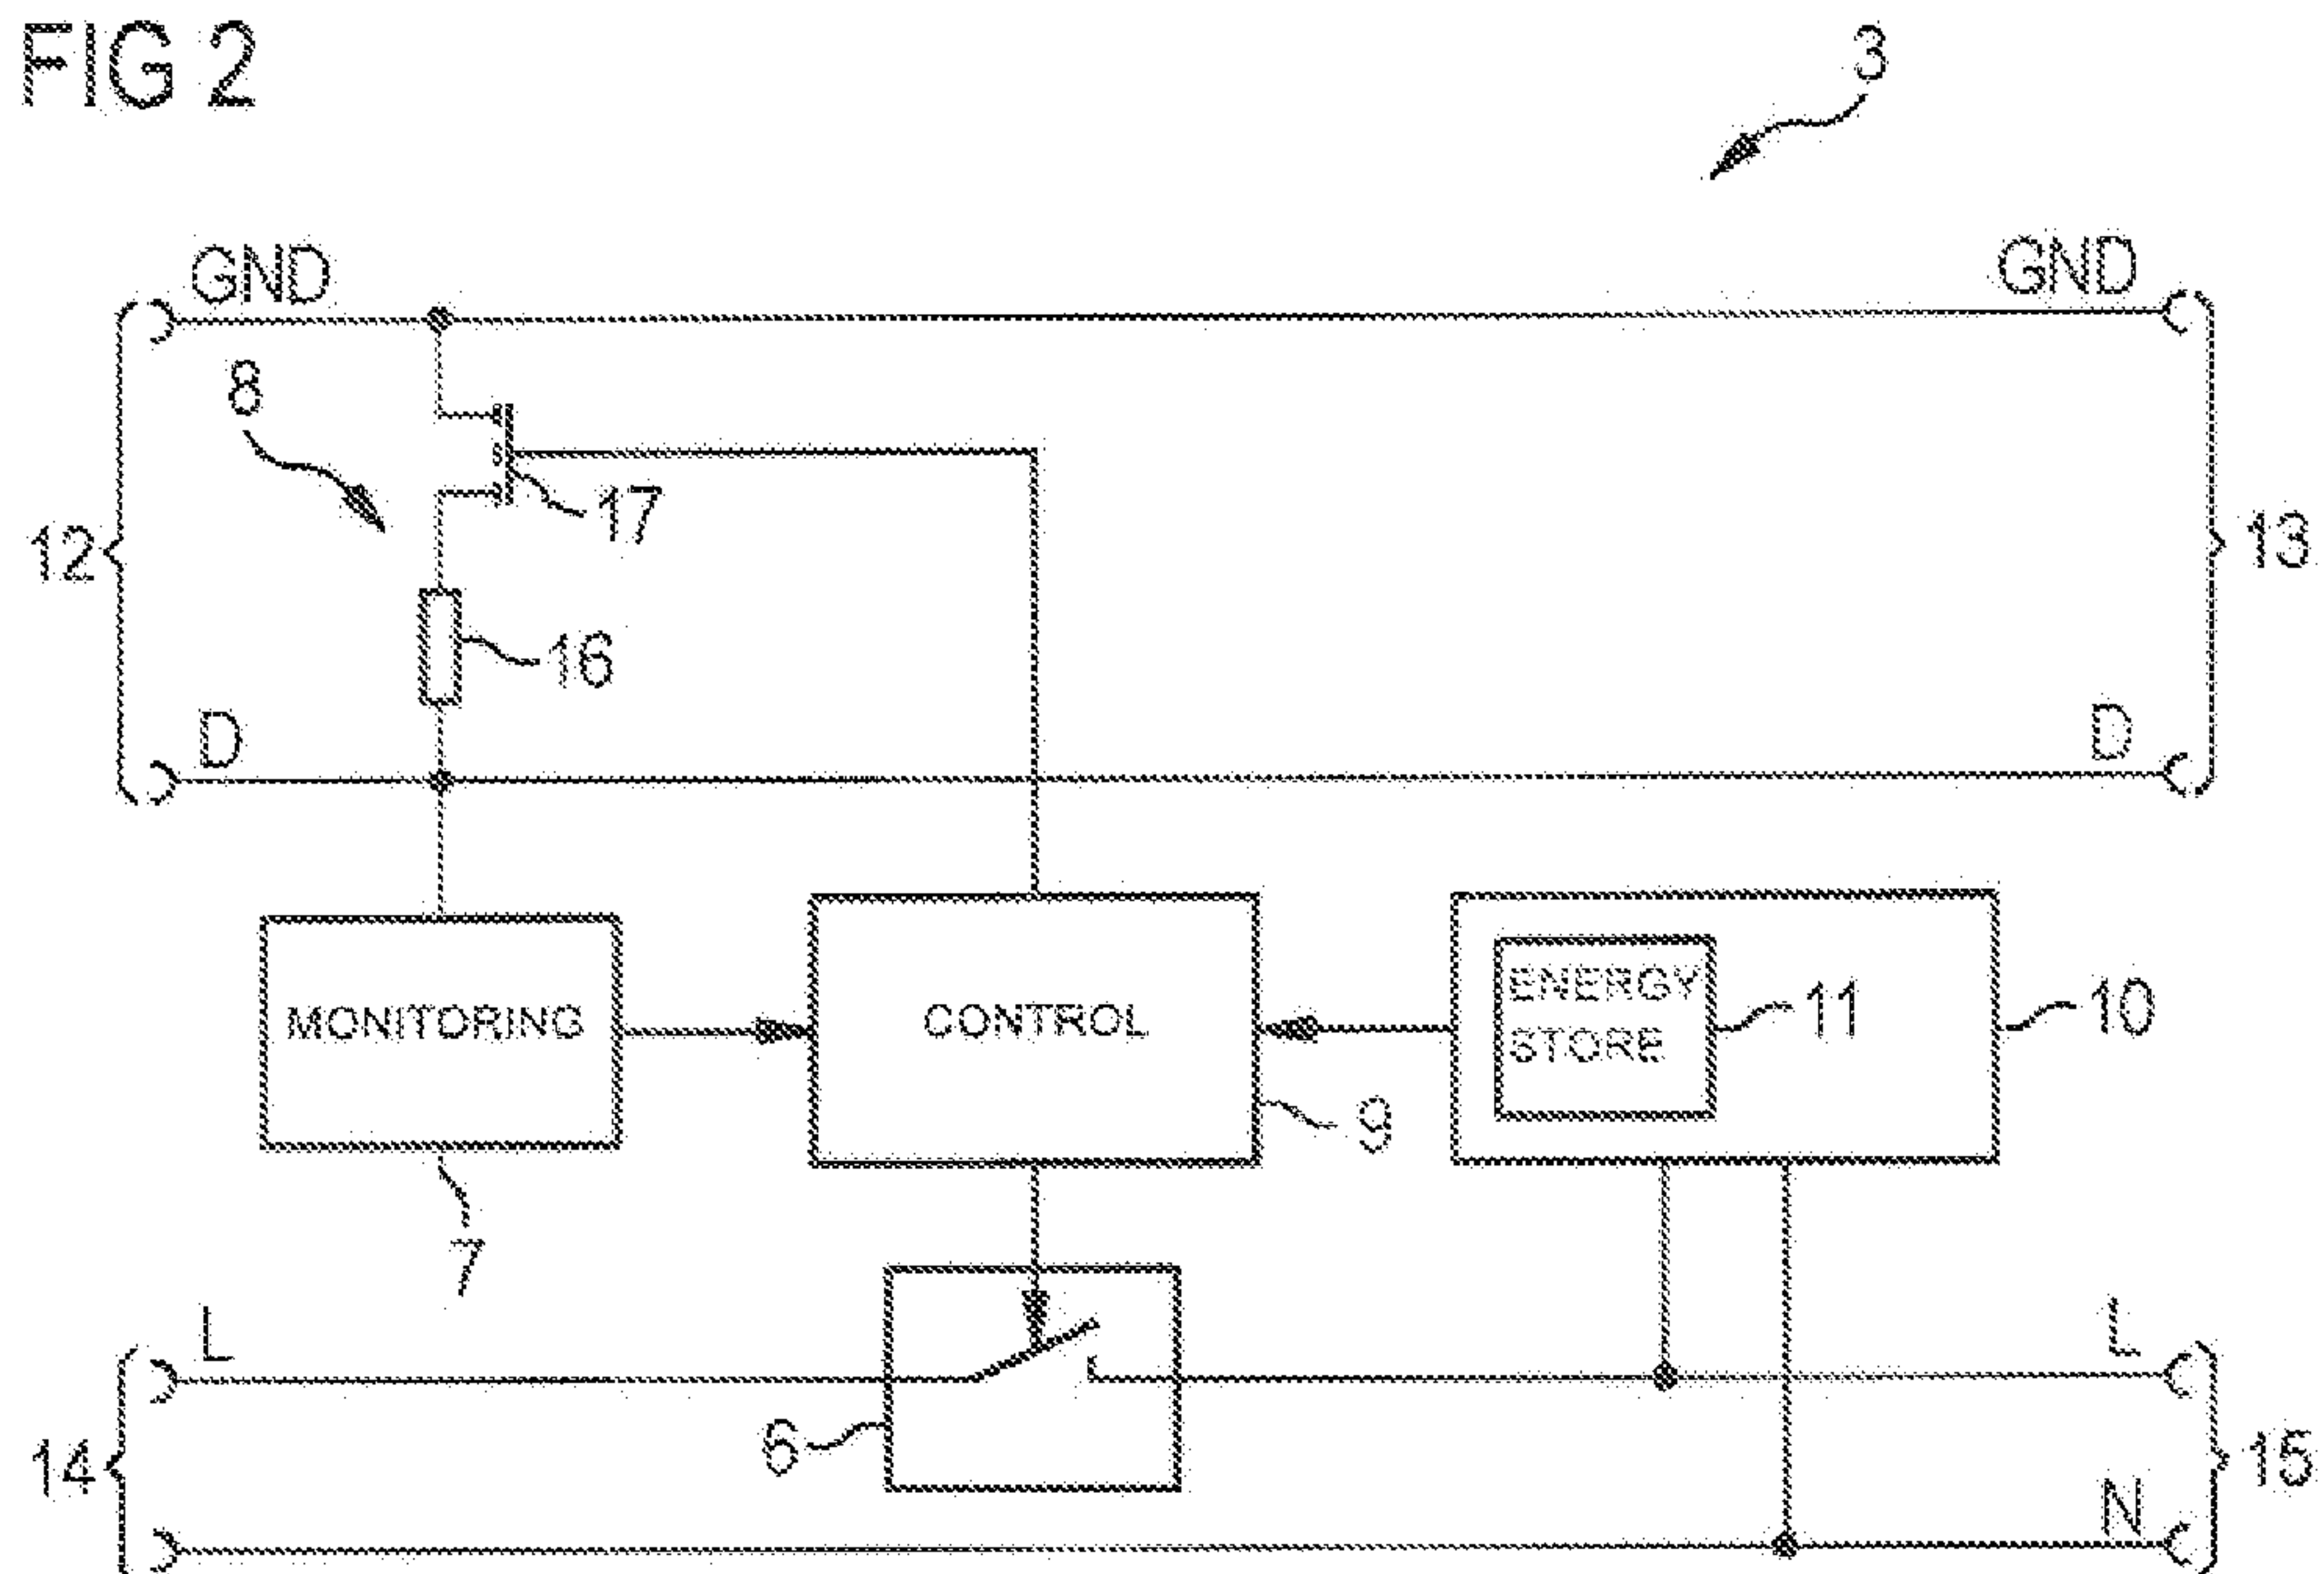 FIG 2
3
GND
GND
8
17
12
13
16
D
D
MONITORING
CONTROL
ENERGY
STORE
11
10
9
7
L
L
6
14
15
N